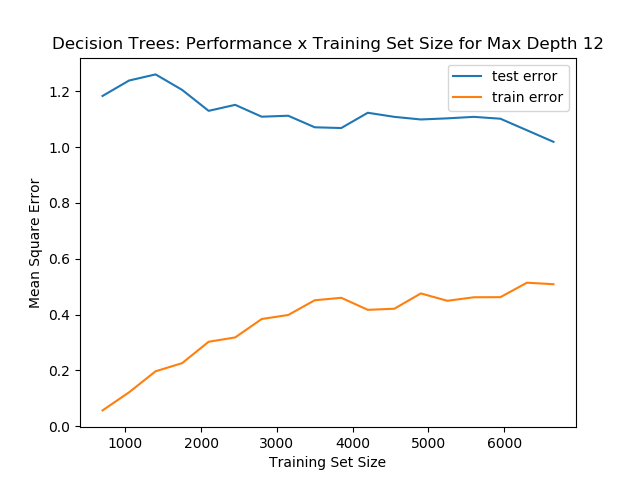 Decision Trees: Performance x Training Set Size for Max Depth 12
test error
train error
1.2
1.0
0.8
0.6
0.4
0.2
0.0
Mean Square Error
1000 2000 3000 4000 5000 6000
Training Set Size